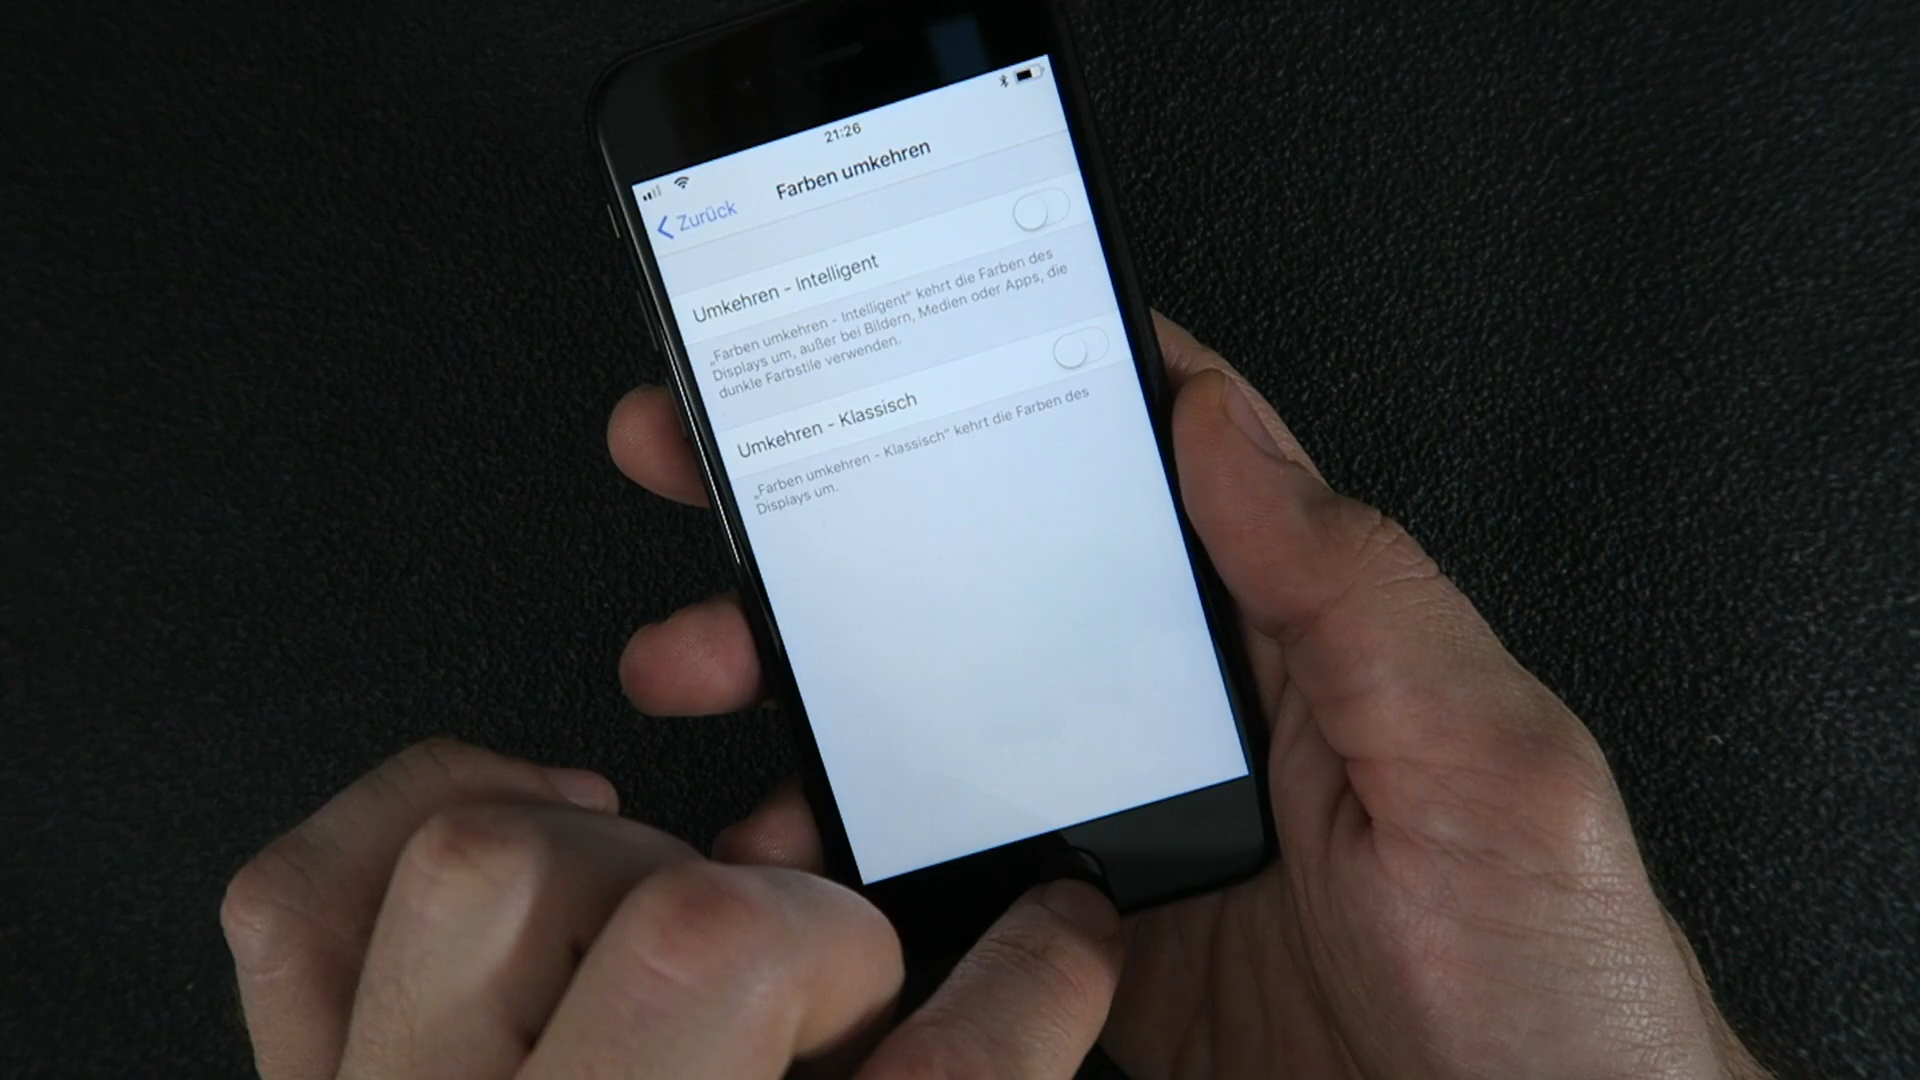 21:26
Zurück
Farben umkehren
Umkehren - Intelligent
„Farben umkehren - Intelligent“ kehrt die Farben des
Displays um, außer bei Bildern, Medien oder Apps, die
dunkle Farbstile verwenden.
Umkehren - Klassisch
„Farben umkehren - Klassisch“ kehrt die Farben des
Displays um.